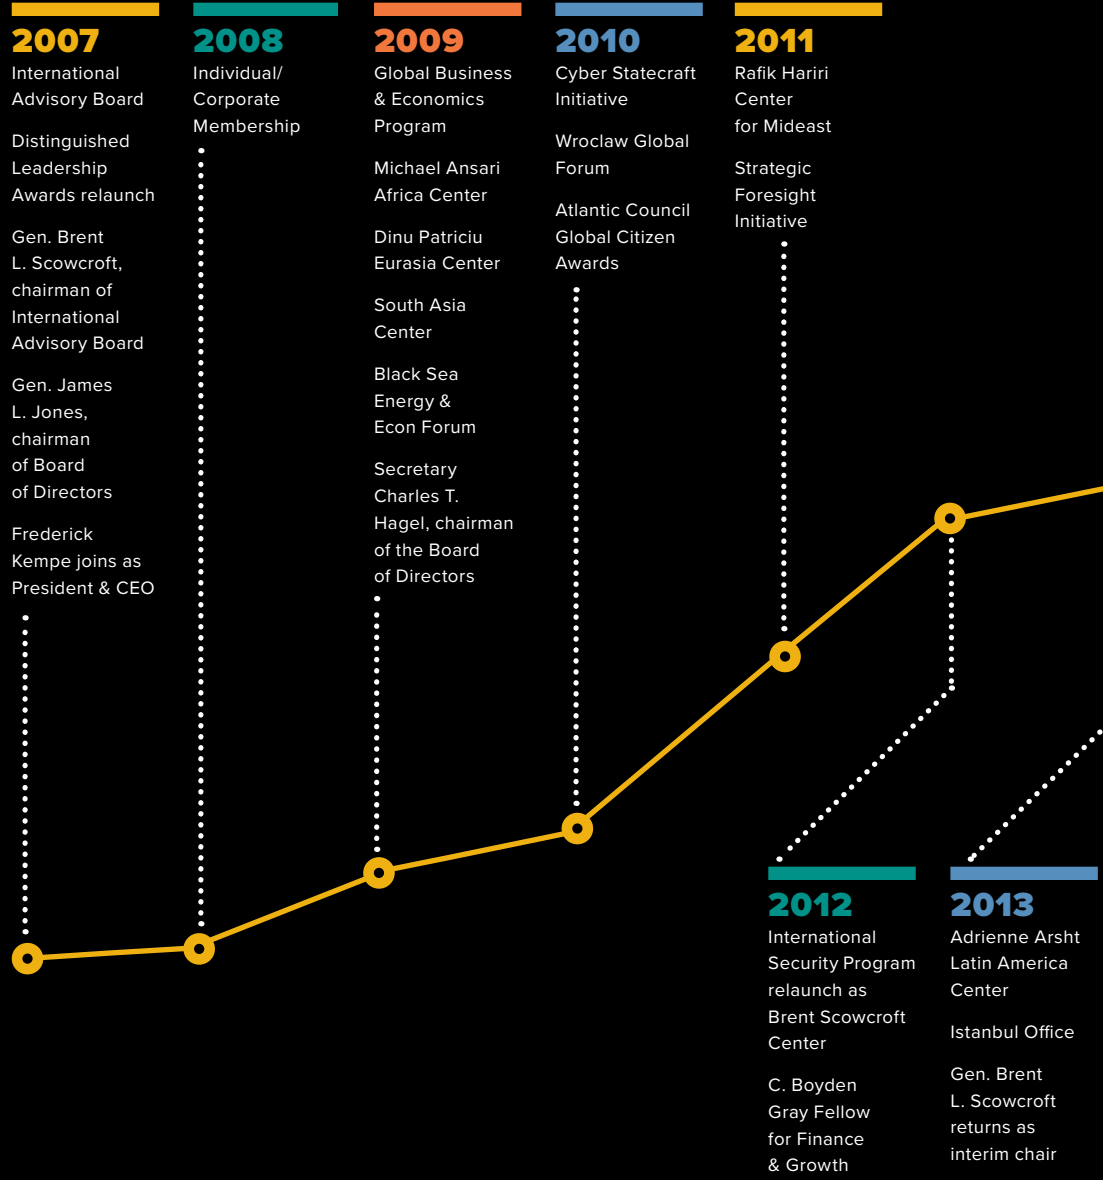 2007
International
Advisory Board
Distinguished
Leadership
Awards relaunch
Gen. Brent
L. Scowcroft,
chairman of
International
Advisory Board
Gen. James
L. Jones,
chairman
of Board
of Directors
Frederick
Kempe joins as
President & CEO
2008
Individual/
Corporate
Membership
2009
Global Business
& Economics
Program
Michael Ansari
Africa Center
Dinu Patriciu
Eurasia Center
South Asia
Center
Black Sea
Energy &
Econ Forum
Secretary
Charles T.
Hagel, chairman
of the Board
of Directors
2010
Cyber Statecraft
Initiative
Wroclaw Global
Forum
Atlantic Council
Global Citizen
Awards
2011
Rafik Hariri
Center
for Mideast
Strategic
Foresight
Initiative
2012
International
Security Program
relaunch as
Brent Scowcroft
Center
C. Boyden
Gray Fellow
for Finance
& Growth
2013
Adrienne Arsht
Latin America
Center
Istanbul Office
Gen. Brent
L. Scowcroft
returns as
interim chair